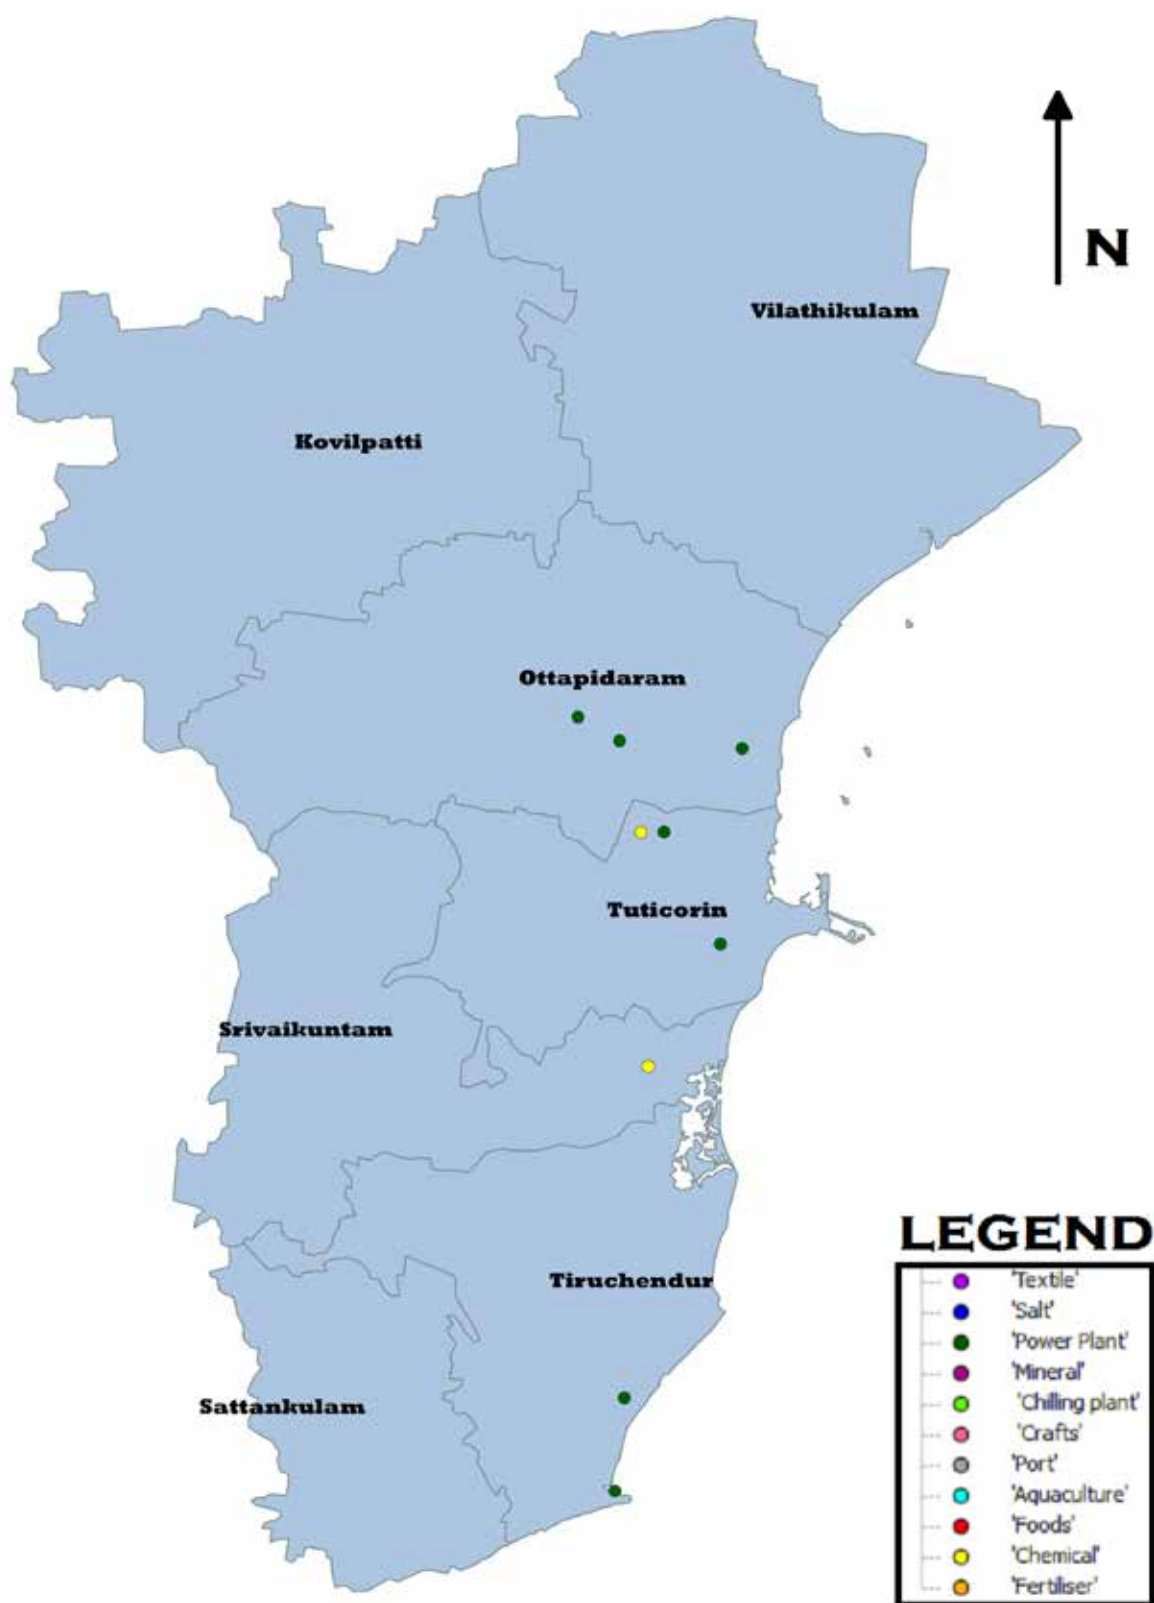 N
Vilathikulam
Kovilpatti
Ottapidaram
Tuticorin
Srivaikuntam
Tiruchendur
Sattankulam
LEGEND
'Textile'
'Salt'
'Power Plant'
'Mineral'
'Chilling plant'
'Crafts'
'Port'
'Aquaculture'
'Foods'
'Chemical'
'Fertiliser'